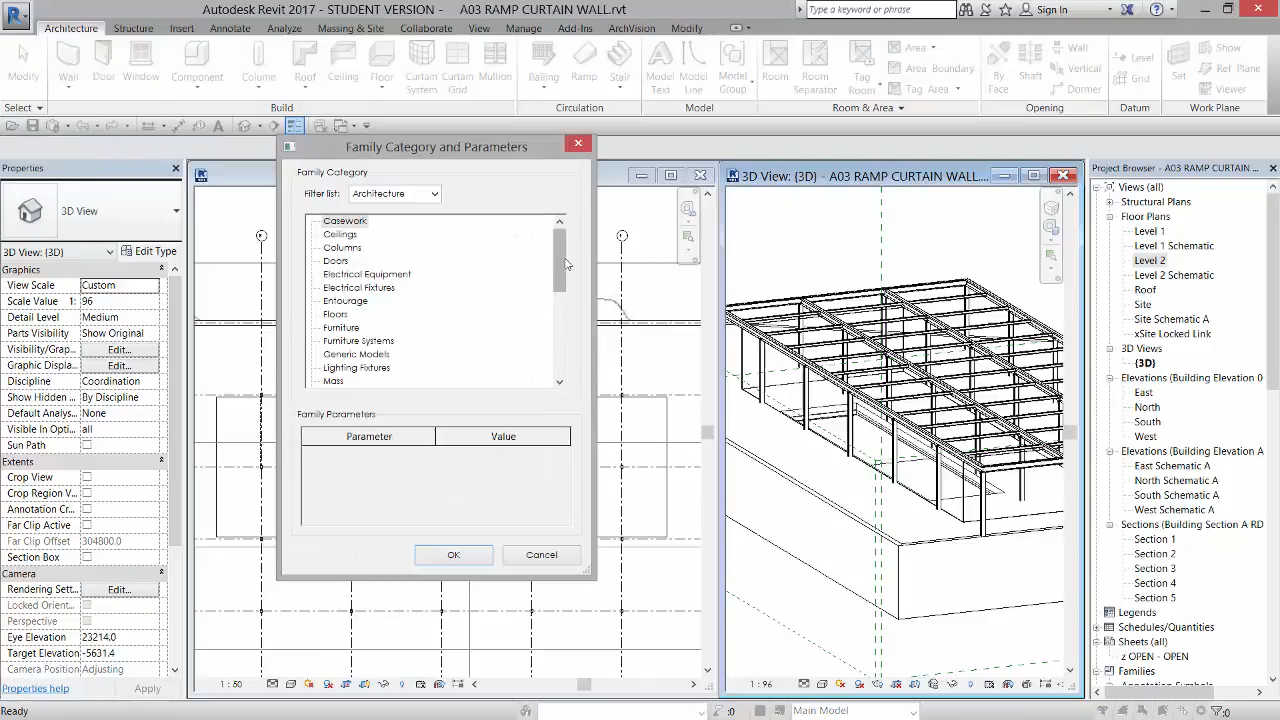 Autodesk Revit 2017 - STUDENT VERSION - A03 RAMP CURTAIN WALL.rvt
Type a keyword or phrase
Sign In
Architecture Structure Insert Annotate Analyze Massing & Site Collaborate View Manage Add-Ins ArchVision Modify
Modify Wall Door Window Component Column Roof Ceiling Floor Curtain System Curtain Grid Mullion Railing Ramp Stair Model Text Model Line Model Group Room Room Separator Tag Room Area Area Boundary Tag Area By Face Shaft Wall Vertical Dormer Level Grid Set Show Ref Plane Viewer
Select Build Circulation Model Room & Area Opening Datum Work Plane
Properties
3D View
3D View: {3D} Edit Type
Graphics
View Scale Custom
Scale Value 1: 96
Detail Level Medium
Parts Visibility Show Original
Visibility/Grap... Edit...
Graphic Displa... Edit...
Discipline Coordination
Show Hidden ... By Discipline
Default Analys... None
Visible In Opti... all
Sun Path
Extents
Crop View
Crop Region V...
Annotation Cr...
Far Clip Active
Far Clip Offset 304800.0
Section Box
Camera
Rendering Sett... Edit...
Locked Orient...
Perspective
Eye Elevation 23214.0
Target Elevation -5631.4
Camera Position Adjusting
Properties help Apply
Family Category and Parameters
Family Category
Filter list: Architecture
Casework
Ceilings
Columns
Doors
Electrical Equipment
Electrical Fixtures
Entourage
Floors
Furniture
Furniture Systems
Generic Models
Lighting Fixtures
Mass
Family Parameters
Parameter Value
OK Cancel
1 : 50
3D View: {3D} - A03 RAMP CURTAIN WALL....
1 : 96
Project Browser - A03 RAMP CURTAIN ...
Views (all)
Structural Plans
Floor Plans
Level 1
Level 1 Schematic
Level 2
Level 2 Schematic
Roof
Site
Site Schematic A
xSite Locked Link
3D Views
{3D}
Elevations (Building Elevation 0
East
North
South
West
Elevations (Building Elevation A
East Schematic A
North Schematic A
South Schematic A
West Schematic A
Sections (Building Section A RD
Section 1
Section 2
Section 3
Section 4
Section 5
Legends
Schedules/Quantities
Sheets (all)
z OPEN - OPEN
Families
Ready
:0
Main Model
:0